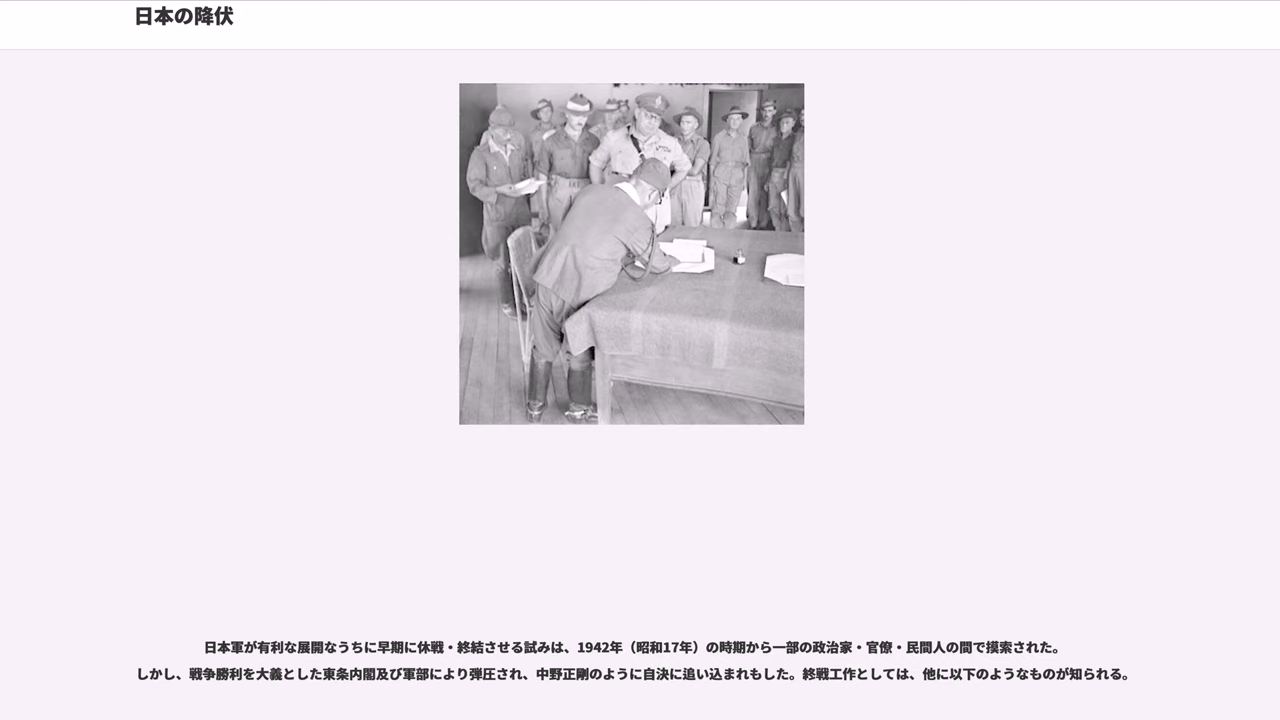 日本の降伏
日本軍が有利な展開なうちに早期に休戦・終結させる試みは、1942年（昭和17年）の時期から一部の政治家・官僚・民間人の間で摸索された。
しかし、戦争勝利を大義とした東条内閣及び軍部により弾圧され、中野正剛のように自決に追い込まれもした。終戦工作としては、他に以下のようなものが知られる。